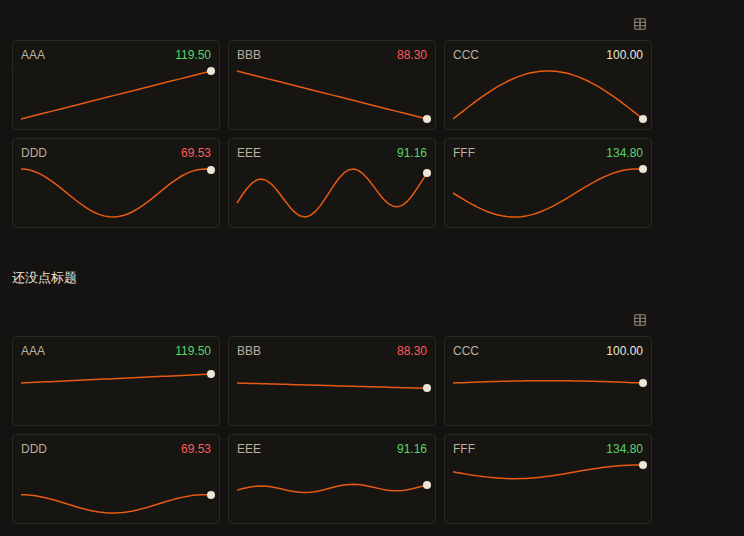 AAA 119.50 BBB 88.30 CCC 100.00
DDD 69.53 EEE 91.16 FFF 134.80
还没点标题
AAA 119.50 BBB 88.30 CCC 100.00
DDD 69.53 EEE 91.16 FFF 134.80